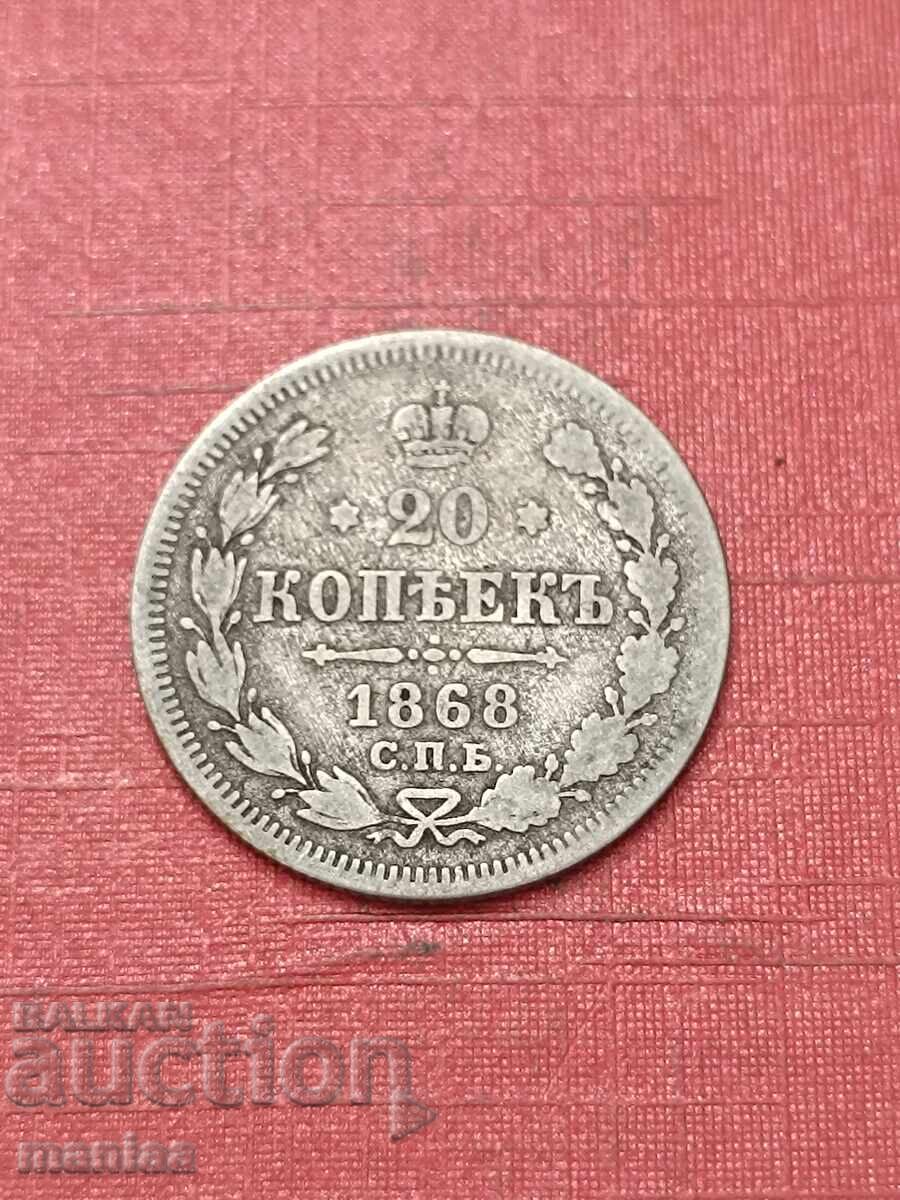 20
КОПѢЕКЪ
1868
С.П.Б.
BALKAN
auction
maniaa